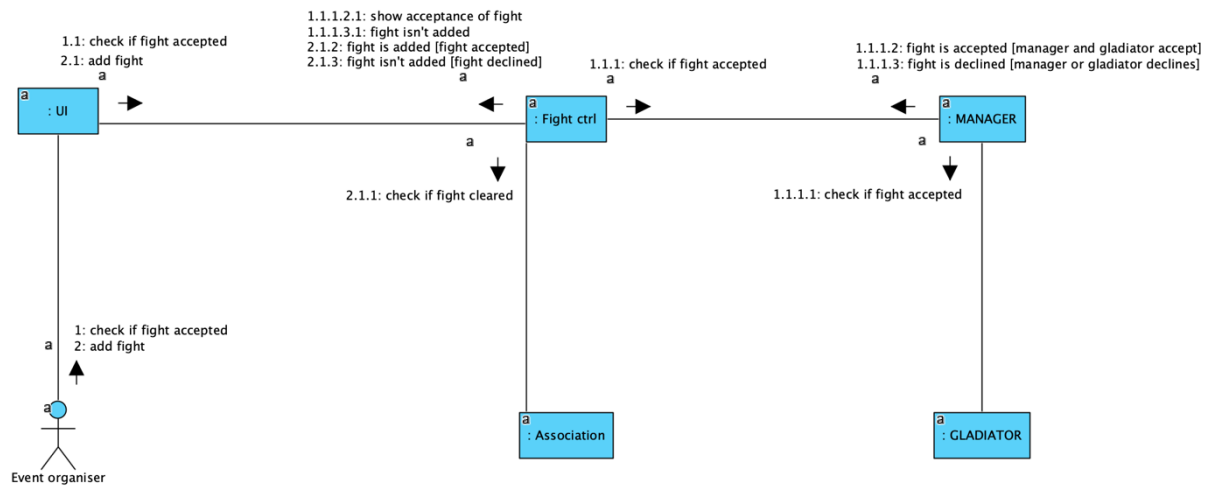 1.1.1.2.1: show acceptance of fight
1.1.1.3.1: fight isn't added
2.1.2: fight is added [fight accepted]
2.1.3: fight isn't added [fight declined]
1.1: check if fight accepted
2.1: add fight
1.1.1: check if fight accepted
1.1.1.2: fight is accepted [manager and gladiator accept]
1.1.1.3: fight is declined [manager or gladiator declines]
a
a
a
a
a
: UI
a
: Fight ctrl
a
: MANAGER
a
a
2.1.1: check if fight cleared
1.1.1.1: check if fight accepted
1: check if fight accepted
2: add fight
a
a
Event organiser
a
: Association
a
: GLADIATOR